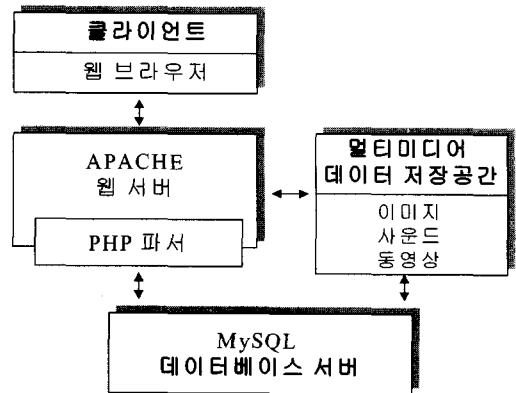 클라이언트
웹 브라우저
APACHE
웹 서버
PHP 파서
멀티미디어
데이터 저장공간
이미지
사운드
동영상
MySQL
데이터베이스 서버